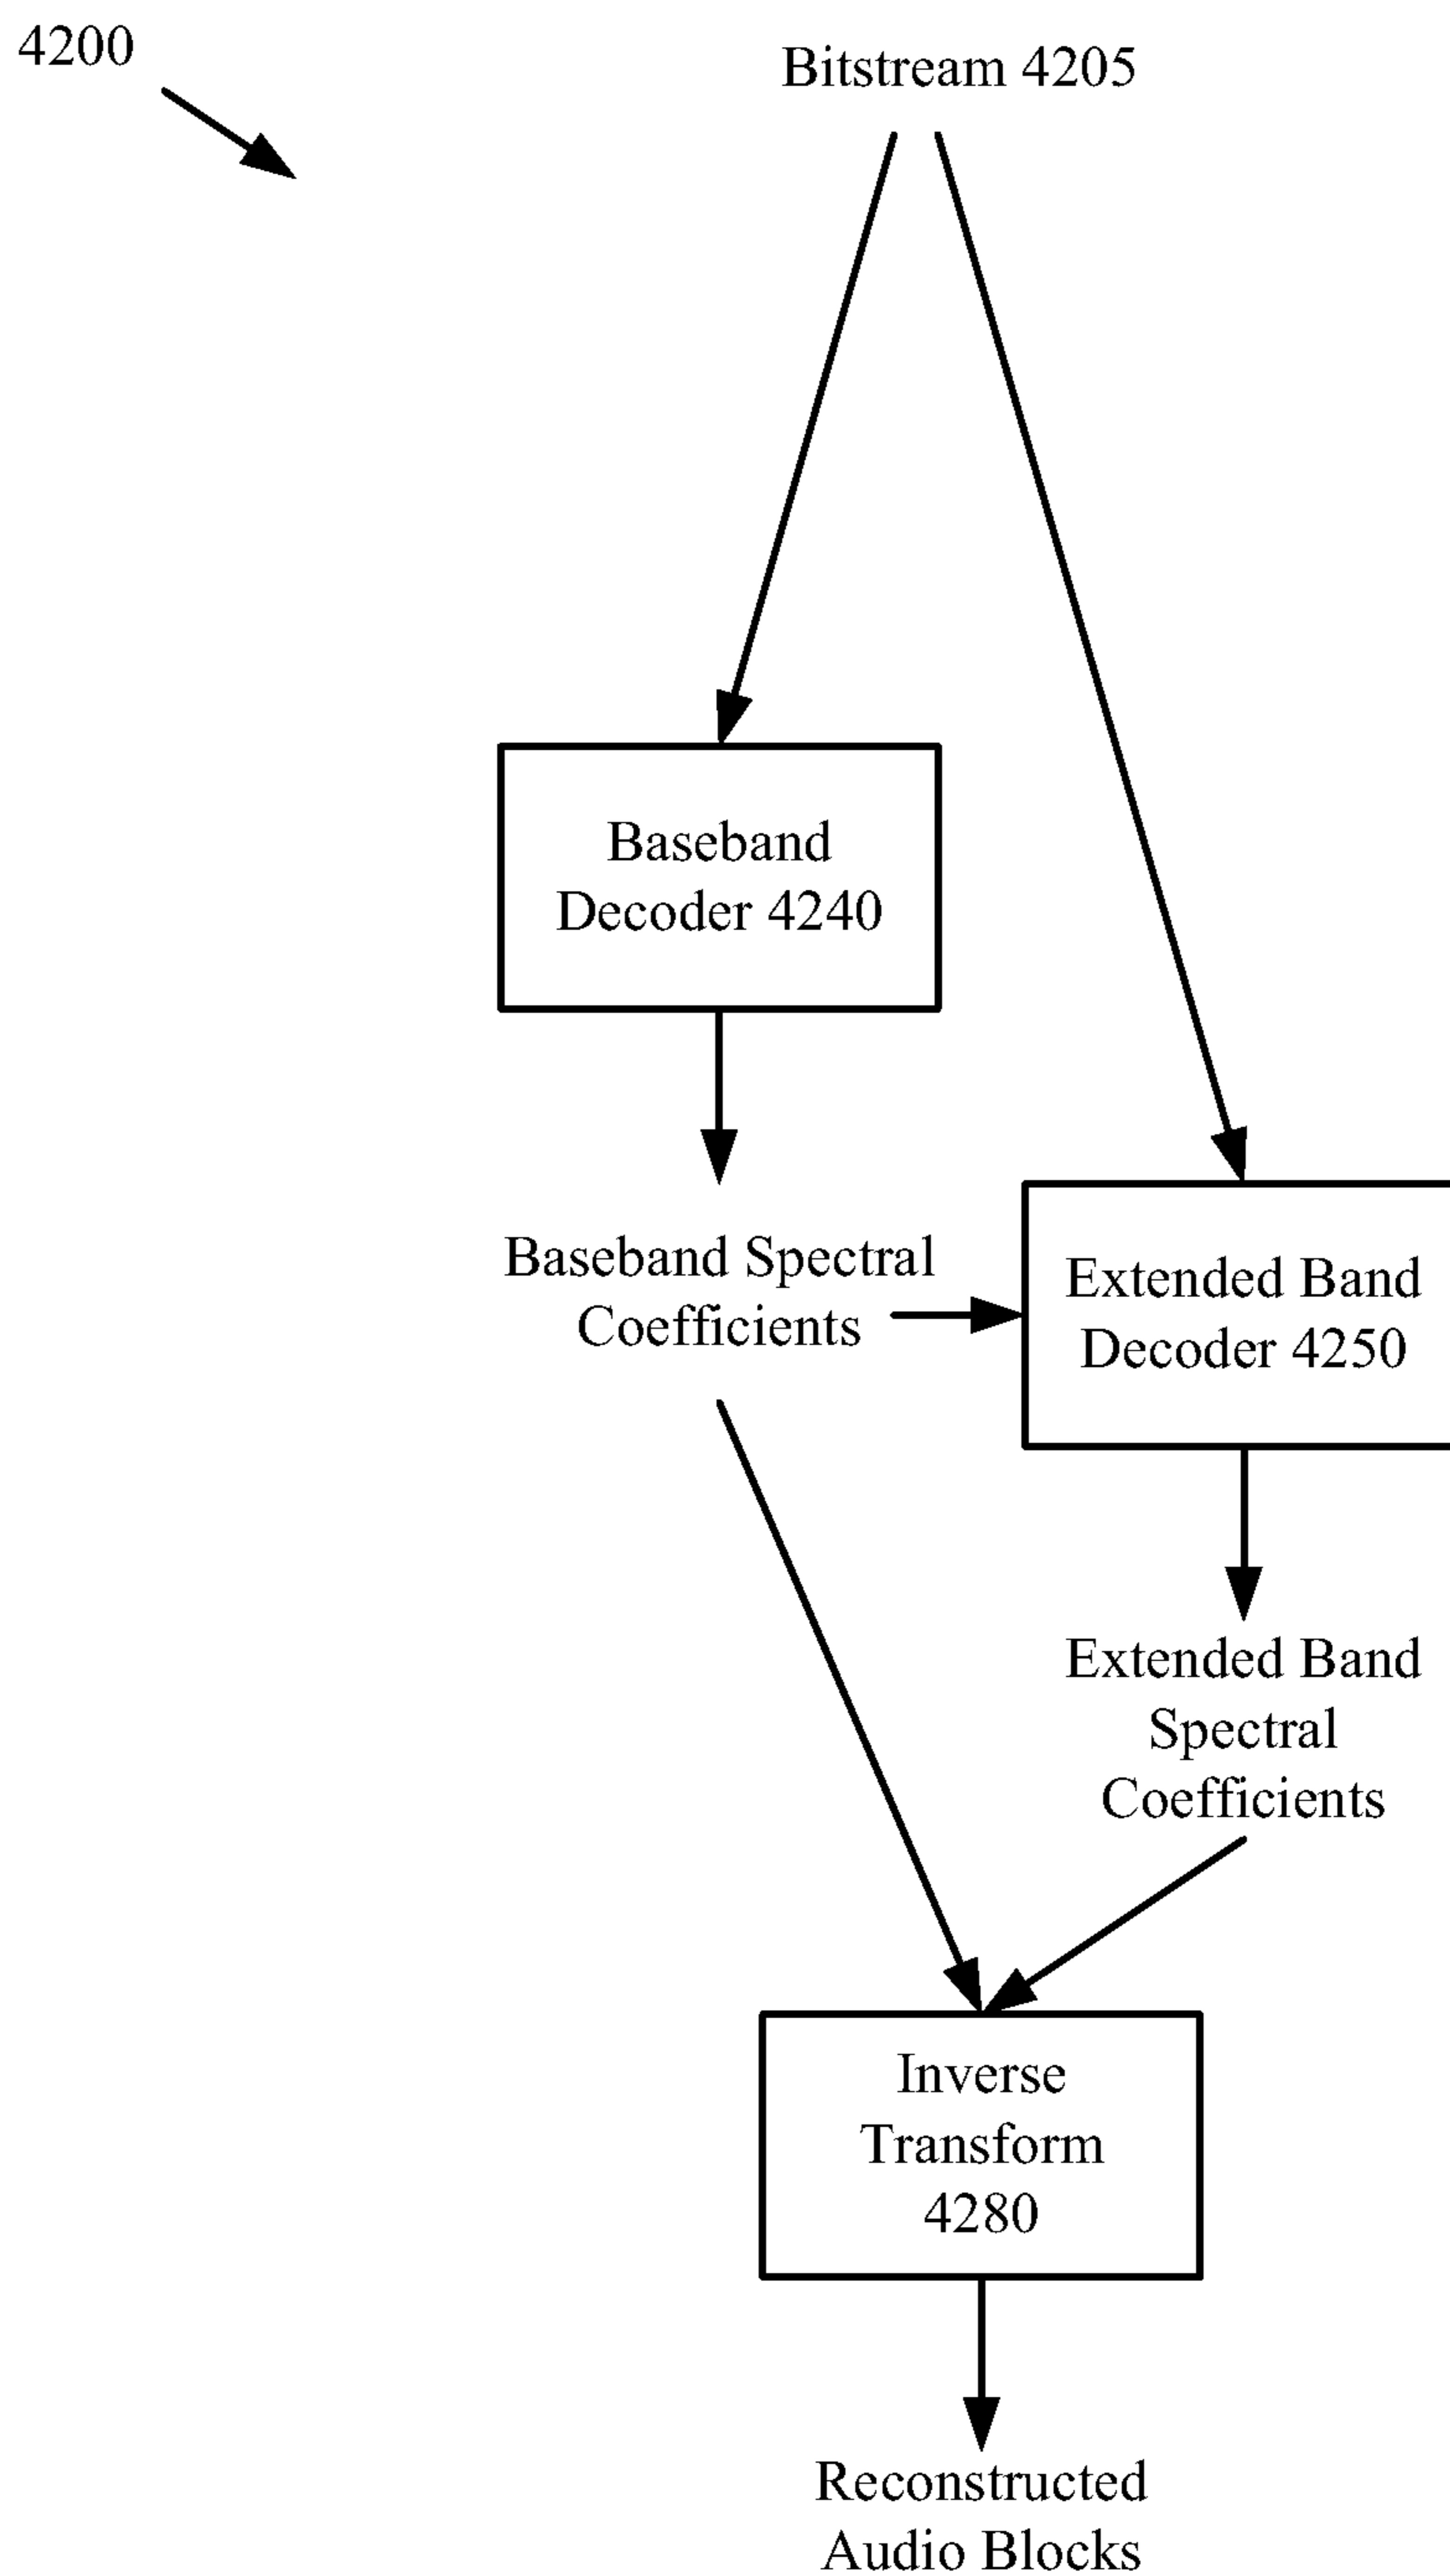 4200
Bitstream 4205
Baseband
Decoder 4240
Baseband Spectral
Coefficients
Extended Band
Decoder 4250
Extended Band
Spectral
Coefficients
Inverse
Transform
4280
Reconstructed
Audio Blocks